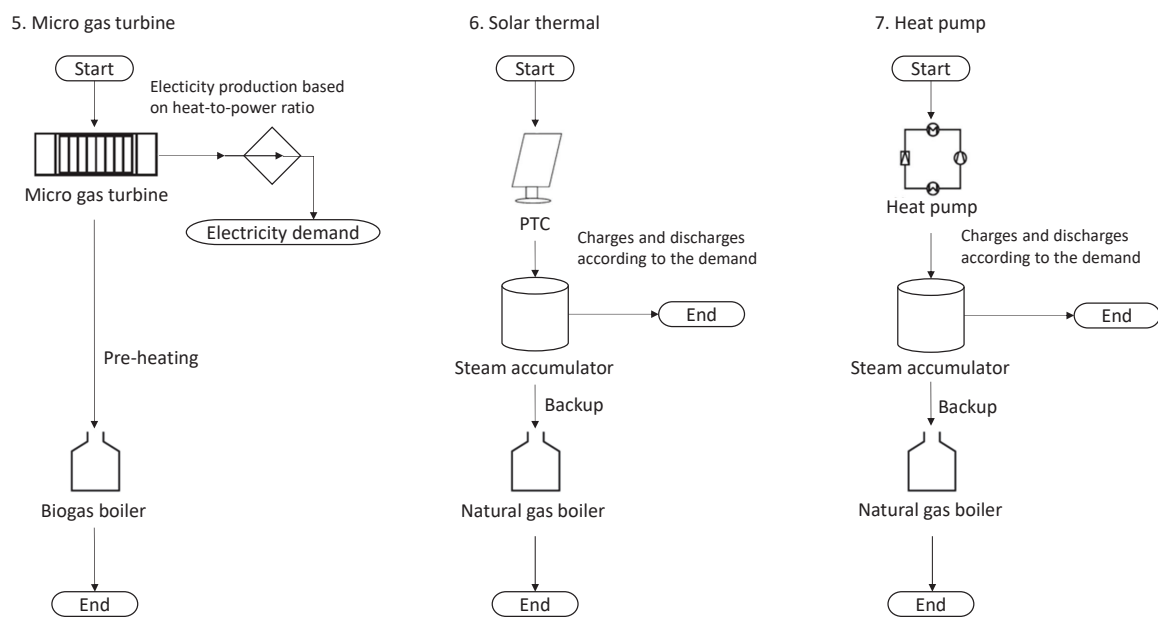 5. Micro gas turbine
Start
Electicity production based
on heat-to-power ratio
Micro gas turbine
Electricity demand
Pre-heating
Biogas boiler
End
6. Solar thermal
Start
PTC
Charges and discharges
according to the demand
End
Steam accumulator
Backup
Natural gas boiler
End
7. Heat pump
Start
Heat pump
Charges and discharges
according to the demand
End
Steam accumulator
Backup
Natural gas boiler
End